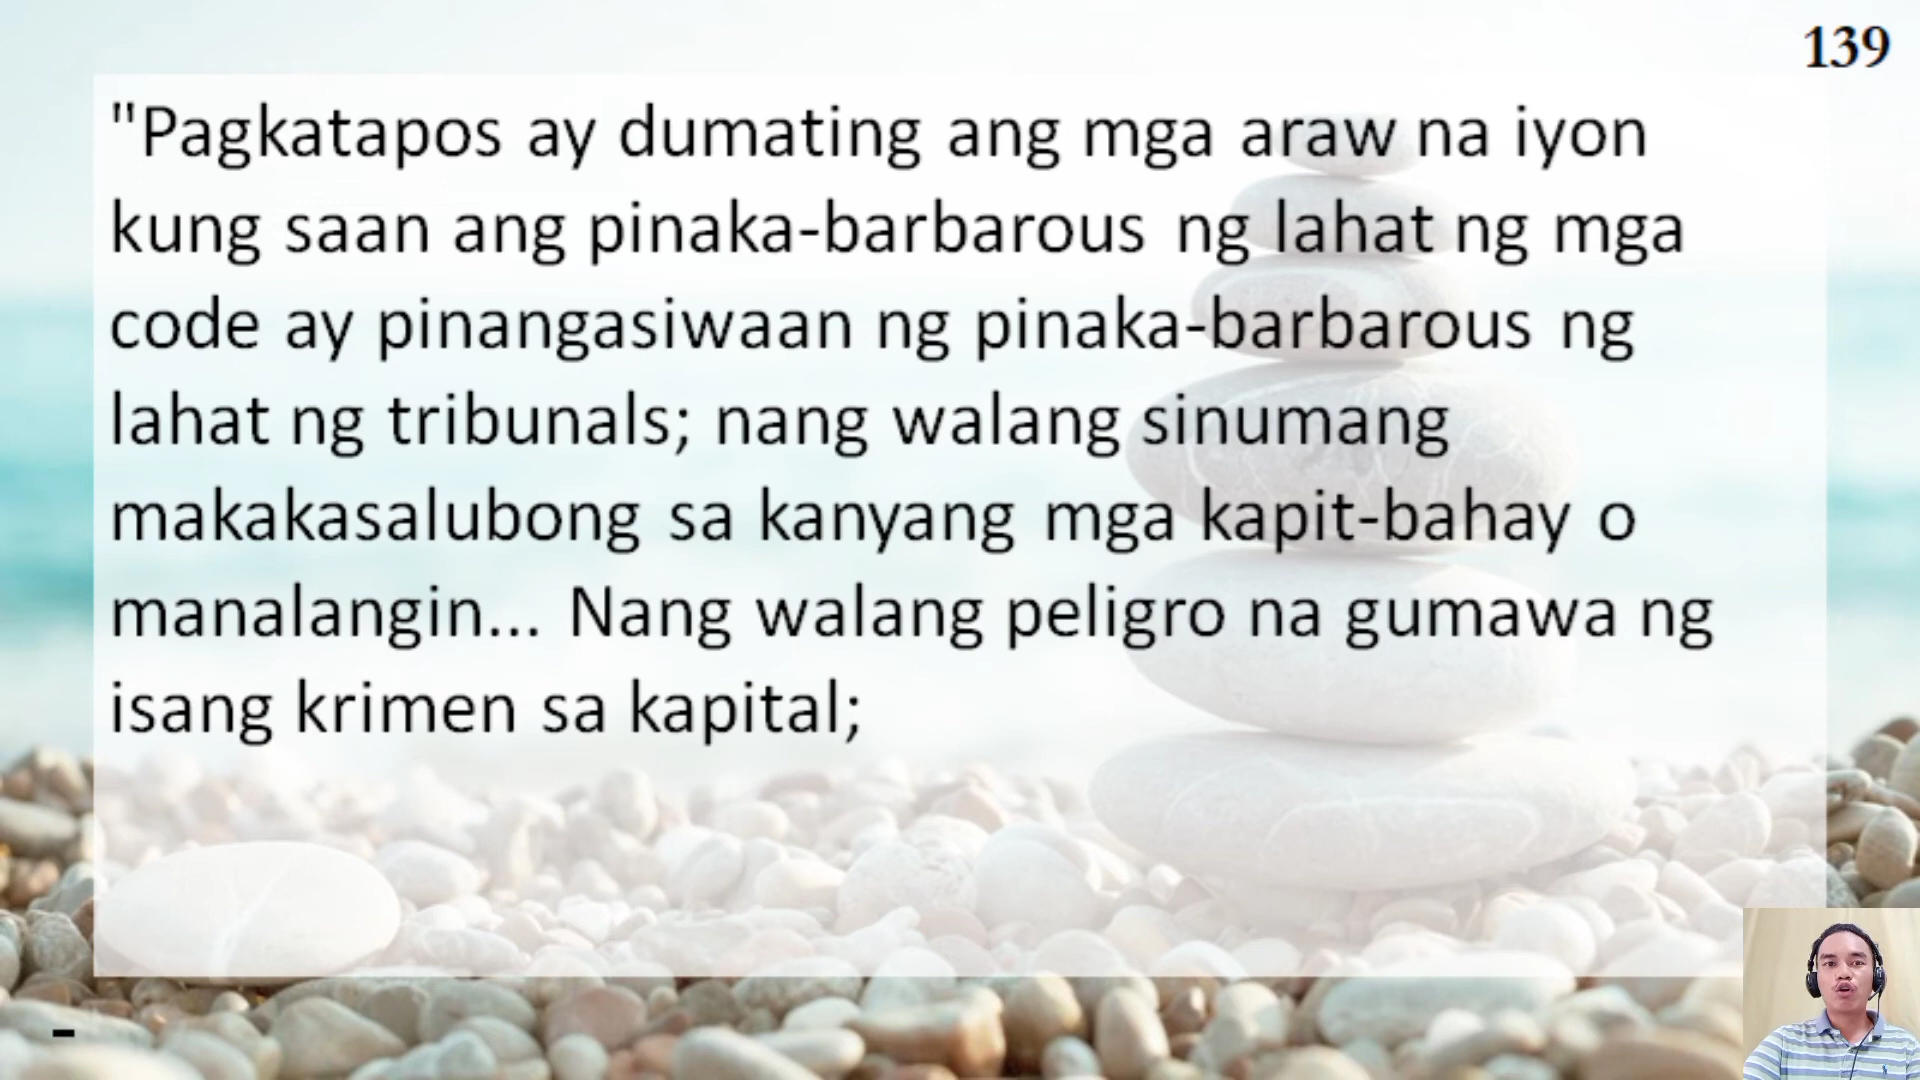 139
"Pagkatapos ay dumating ang mga araw na iyon
kung saan ang pinaka-barbarous ng lahat ng mga
code ay pinangasiwaan ng pinaka-barbarous ng
lahat ng tribunals; nang walang sinumang
makakasalubong sa kanyang mga kapit-bahay o
manalangin... Nang walang peligro na gumawa ng
isang krimen sa kapital;
-